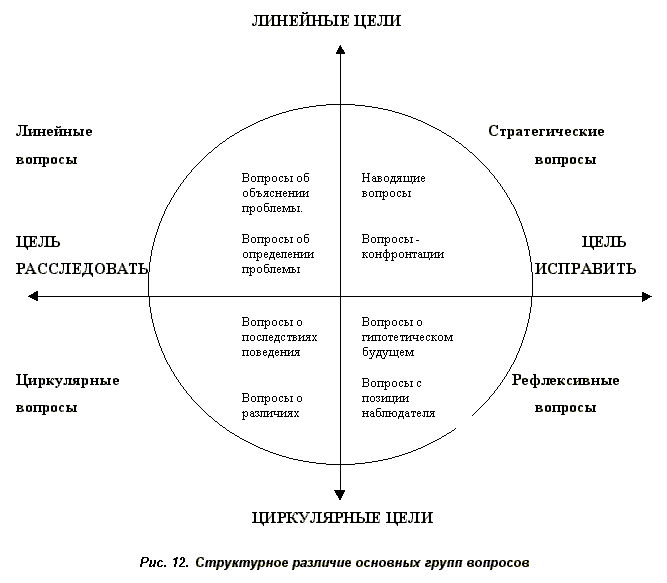 ЛИНЕЙНЫЕ ЦЕЛИ
Линейные
вопросы
Стратегические
вопросы
Вопросы об
объяснении
проблемы.
Наводящие
вопросы
ЦЕЛЬ
РАССЛЕДОВАТЬ
Вопросы об
определении
проблемы
Вопросы -
конфронтации
ЦЕЛЬ
ИСПРАВИТЬ
Циркулярные
вопросы
Вопросы о
последствиях
поведения
Вопросы о
гипотетическом
будущем
Вопросы о
различиях
Вопросы с
позиции
наблюдателя
Рефлексивные
вопросы
ЦИРКУЛЯРНЫЕ ЦЕЛИ
Рис. 12. Структурное различие основных групп вопросов